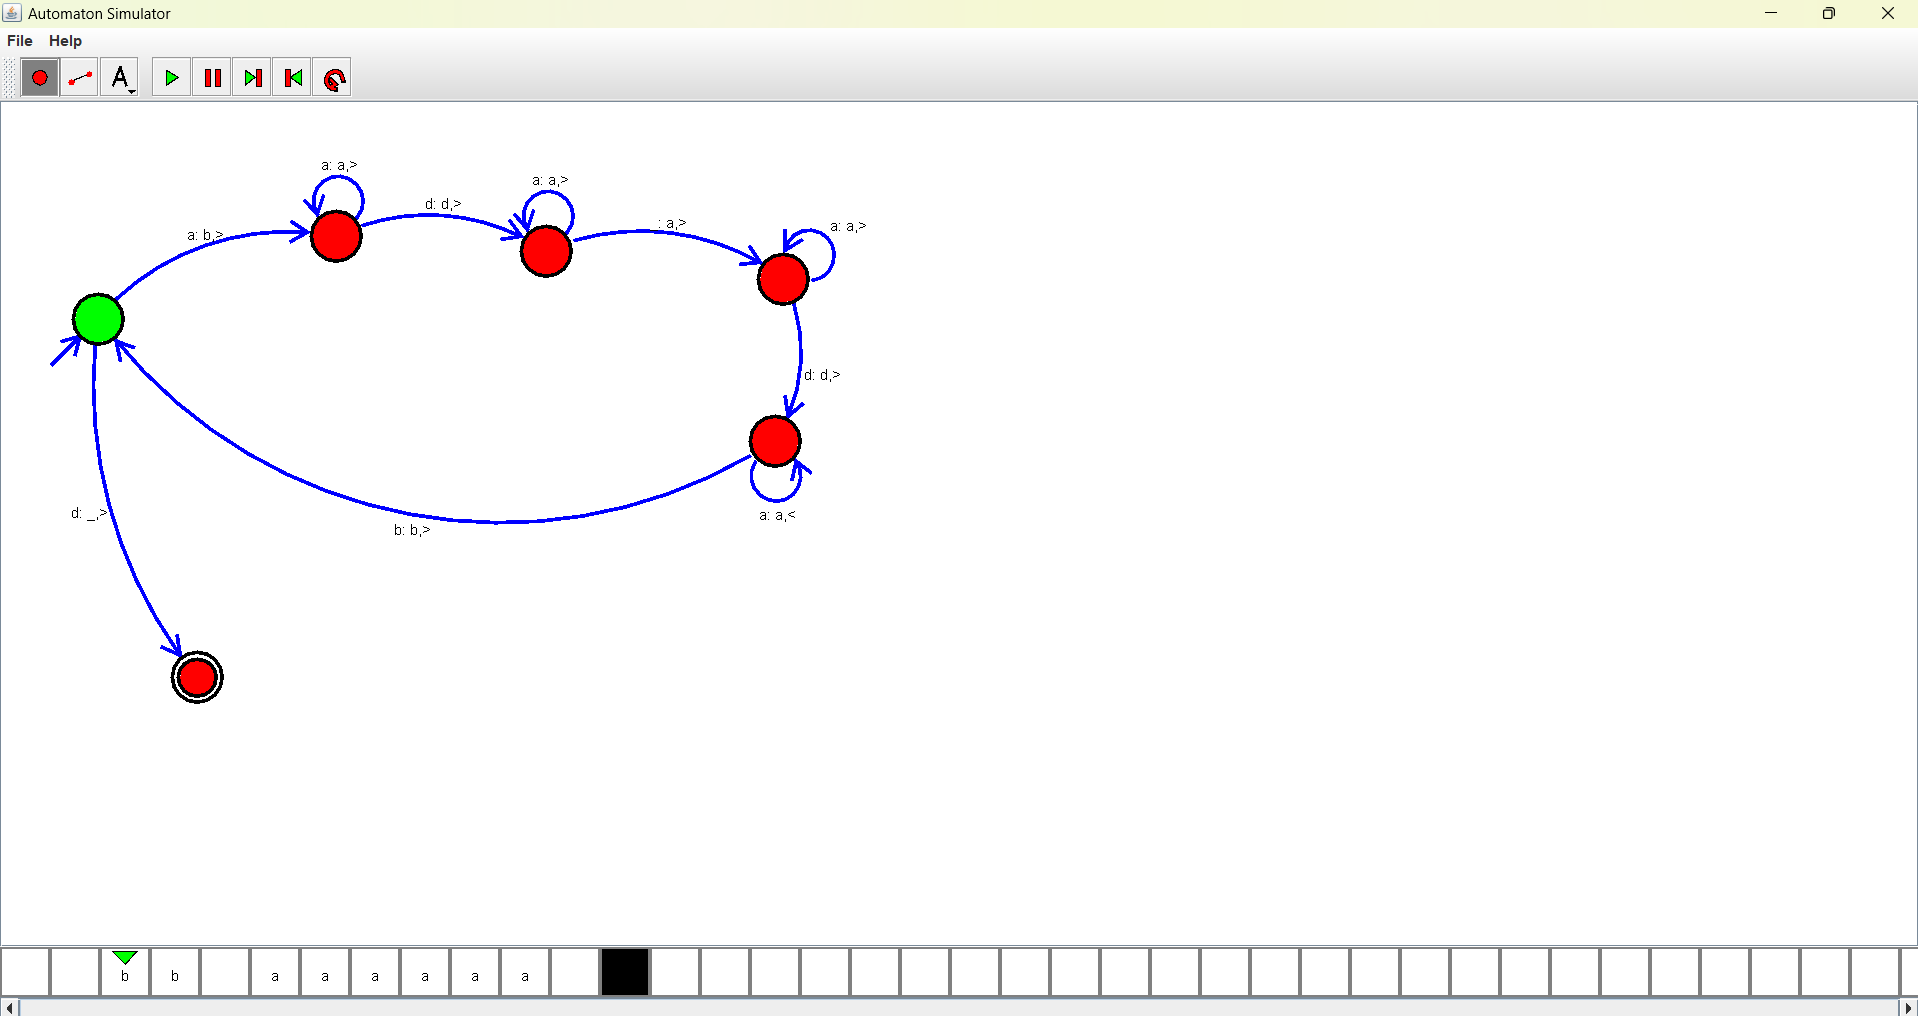 Automaton Simulator
File Help
A
a: a,>
a: a,>
d: d,>
: a,>
a: a,>
a: b,>
d: d,>
d: _,>
a: a,<
b: b,>
b b a a a a a a